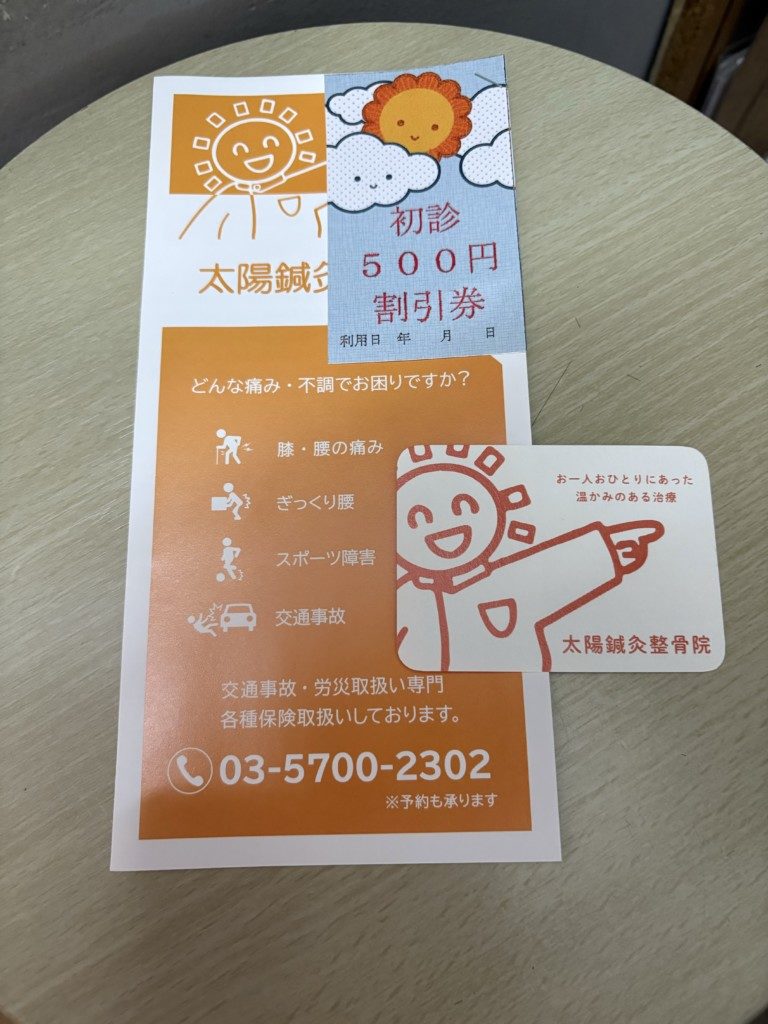 太陽鍼灸
初診
５００円
割引券
利用日　年　月　日
どんな痛み・不調でお困りですか？
膝・腰の痛み
ぎっくり腰
スポーツ障害
交通事故
お一人おひとりにあった
温かみのある治療
太陽鍼灸整骨院
交通事故・労災取扱い専門
各種保険取扱いしております。
03-5700-2302
※予約も承ります